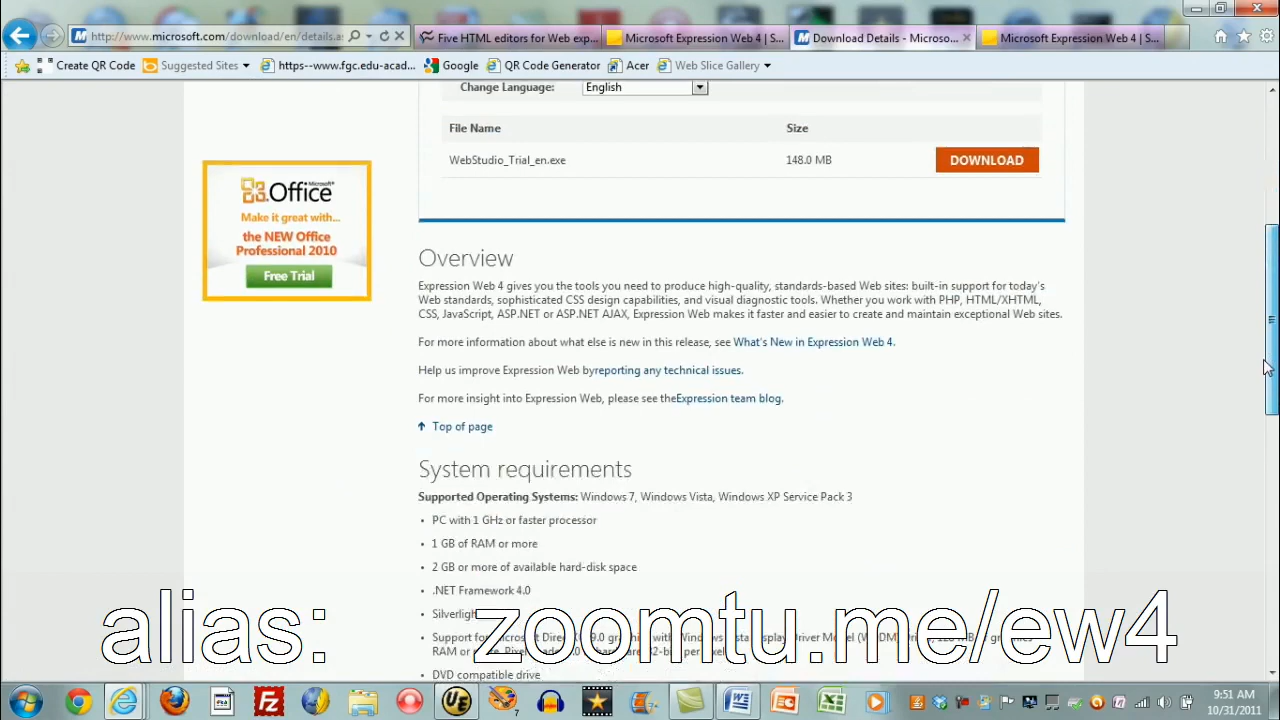 http://www.microsoft.com/download/en/details.as
Five HTML editors for Web exp...
Microsoft Expression Web 4 | S...
Download Details - Microso...
Microsoft Expression Web 4 | S...
Create QR Code
Suggested Sites
https--www.fgc.edu-acad...
Google
QR Code Generator
Acer
Web Slice Gallery
Change Language: English
File Name Size
WebStudio_Trial_en.exe 148.0 MB DOWNLOAD
Microsoft
Office
Make it great with...
the NEW Office
Professional 2010
Free Trial
Overview
Expression Web 4 gives you the tools you need to produce high-quality, standards-based Web sites: built-in support for today's
Web standards, sophisticated CSS design capabilities, and visual diagnostic tools. Whether you work with PHP, HTML/XHTML,
CSS, JavaScript, ASP.NET or ASP.NET AJAX, Expression Web makes it faster and easier to create and maintain exceptional Web sites.
For more information about what else is new in this release, see What's New in Expression Web 4.
Help us improve Expression Web byreporting any technical issues.
For more insight into Expression Web, please see theExpression team blog.
Top of page
System requirements
Supported Operating Systems: Windows 7, Windows Vista, Windows XP Service Pack 3
• PC with 1 GHz or faster processor
• 1 GB of RAM or more
• 2 GB or more of available hard-disk space
• .NET Framework 4.0
alias: zoomtu.me/ew4
• DVD compatible drive
9:51 AM
10/31/2011